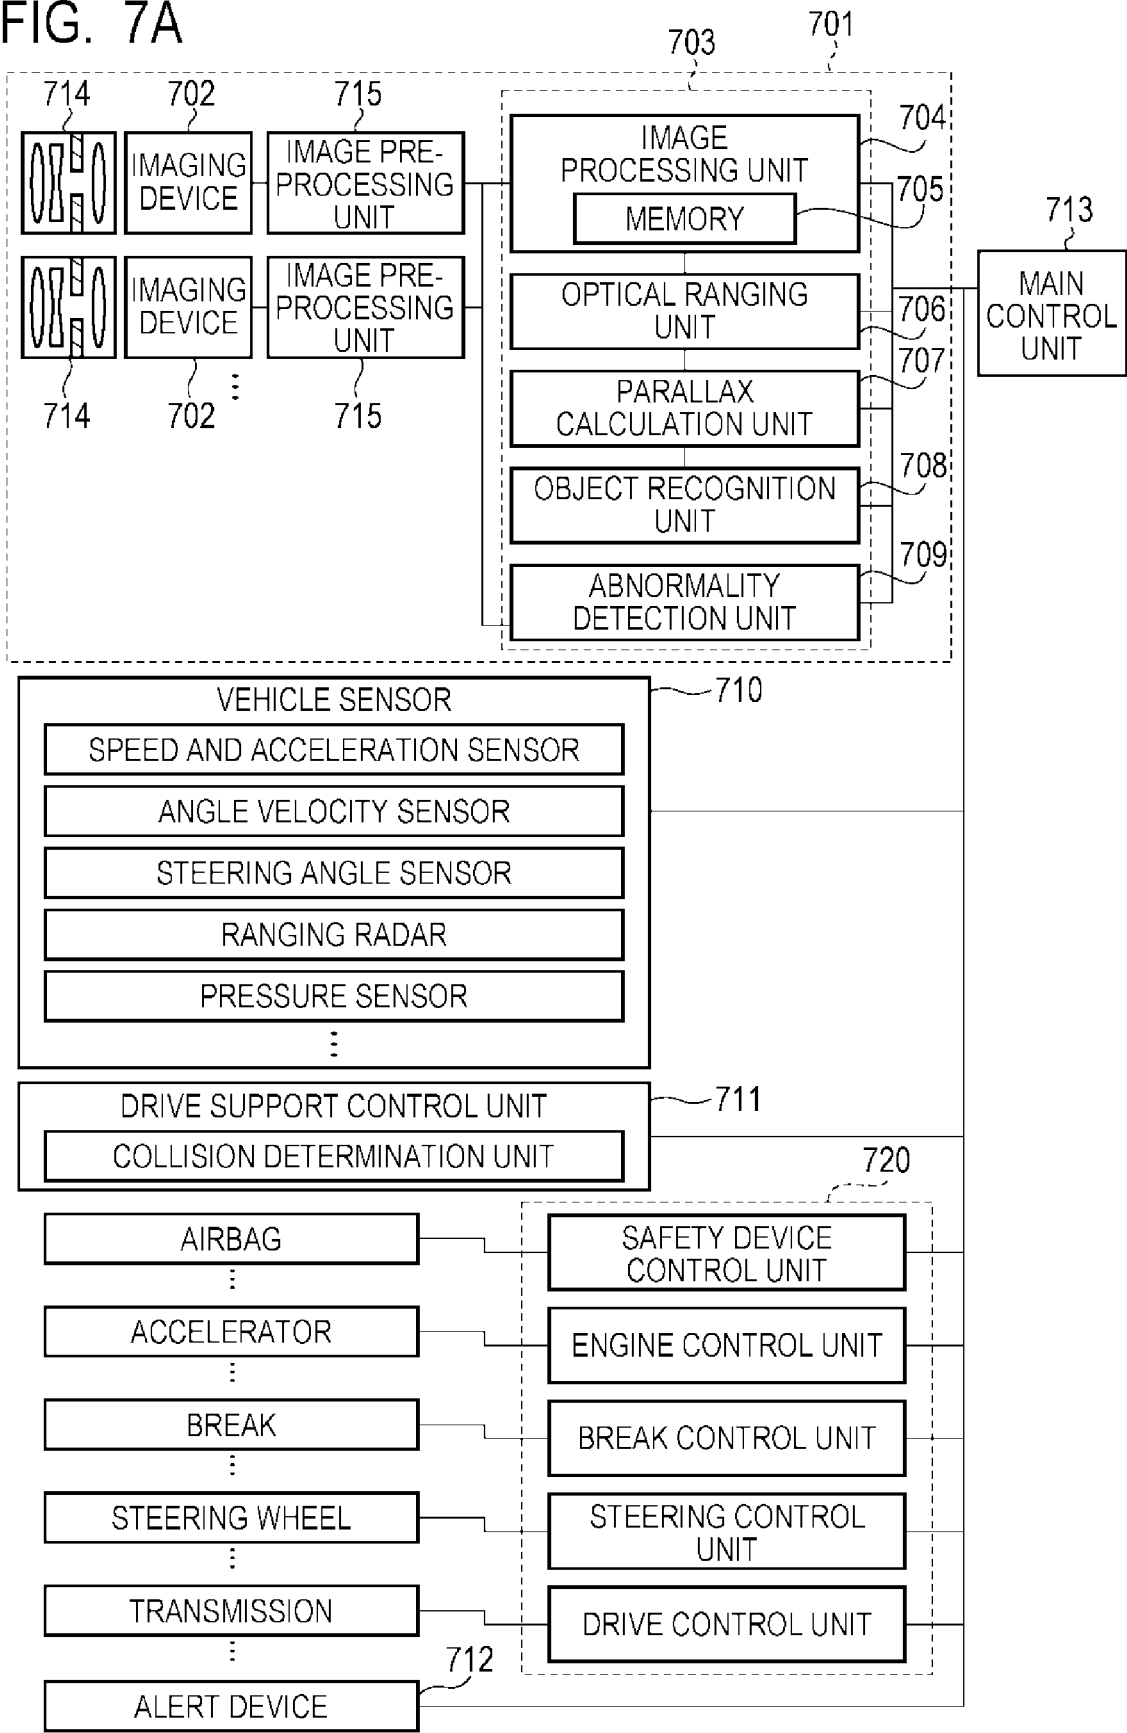 FIG. 7A
701
703
714
702
715
704
IMAGING
DEVICE
IMAGE PRE-
PROCESSING
UNIT
IMAGE
PROCESSING UNIT
705
MEMORY
713
MAIN
CONTROL
UNIT
IMAGING
DEVICE
IMAGE PRE-
PROCESSING
UNIT
OPTICAL RANGING
UNIT
706
714
702
715
707
PARALLAX
CALCULATION UNIT
708
OBJECT RECOGNITION
UNIT
709
ABNORMALITY
DETECTION UNIT
710
VEHICLE SENSOR
SPEED AND ACCELERATION SENSOR
ANGLE VELOCITY SENSOR
STEERING ANGLE SENSOR
RANGING RADAR
PRESSURE SENSOR
711
DRIVE SUPPORT CONTROL UNIT
COLLISION DETERMINATION UNIT
720
AIRBAG
SAFETY DEVICE
CONTROL UNIT
ACCELERATOR
ENGINE CONTROL UNIT
BREAK
BREAK CONTROL UNIT
STEERING WHEEL
STEERING CONTROL
UNIT
TRANSMISSION
DRIVE CONTROL UNIT
712
ALERT DEVICE